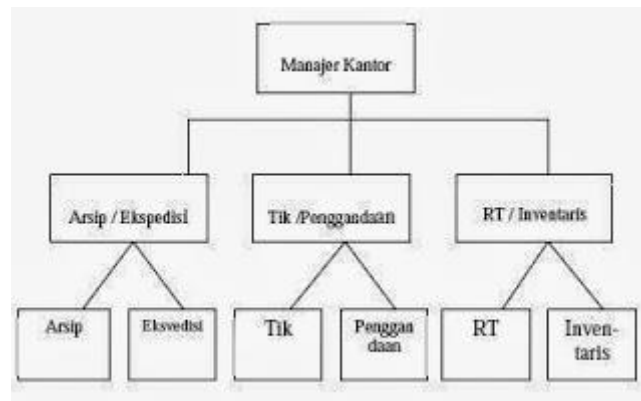 Manajer Kantor
Arsip / Ekspedisi
Tik /Penggandaan
RT / Inventaris
Arsip
Eksvedisi
Tik
Penggan
daan
RT
Inven-
taris